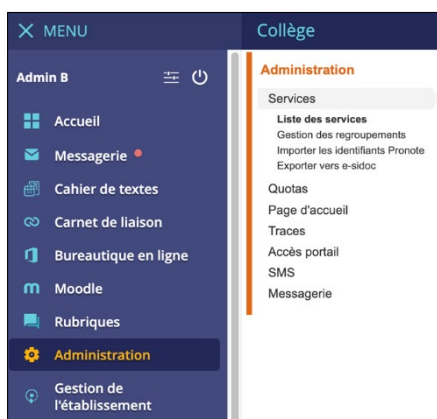 MENU
Admin B
Accueil
Messagerie
Cahier de textes
Carnet de liaison
Bureautique en ligne
Moodle
Rubriques
Administration
Gestion de
l'établissement
Collège
Administration
Services
Liste des services
Gestion des regroupements
Importer les identifiants Pronote
Exporter vers e-sidoc
Quotas
Page d'accueil
Traces
Accès portail
SMS
Messagerie